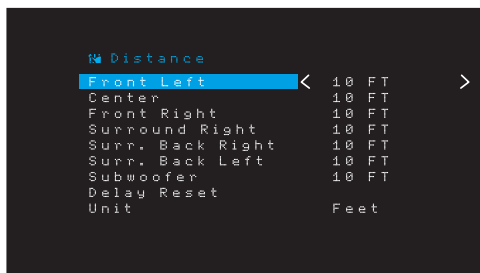 Distance
Front Left < 10 FT >
Center 10 FT
Front Right 10 FT
Surround Right 10 FT
Surr. Back Right 10 FT
Surr. Back Left 10 FT
Subwoofer 10 FT
Delay Reset
Unit Feet